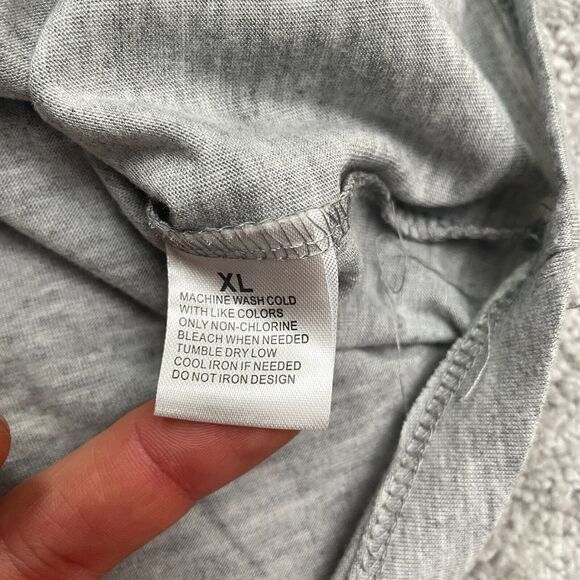 XL
MACHINE WASH COLD
WITH LIKE COLORS
ONLY NON-CHLORINE
BLEACH WHEN NEEDED
TUMBLE DRY LOW
COOL IRON IF NEEDED
DO NOT IRON DESIGN